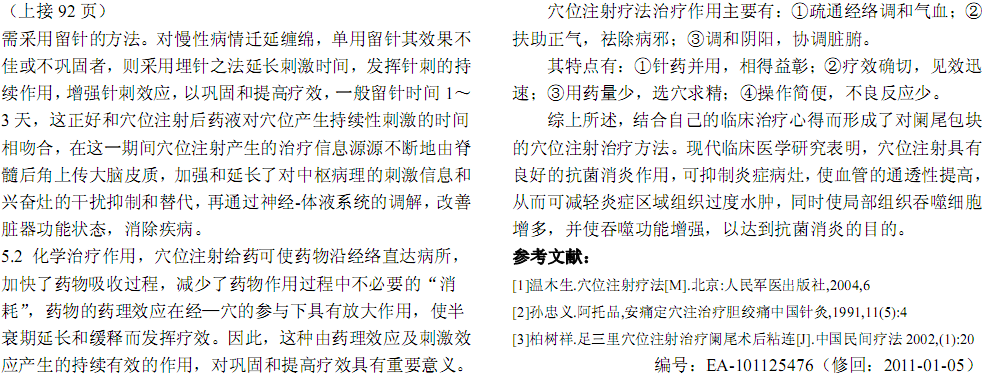 （上接 92 页）
需采用留针的方法。对慢性病情迁延缠绵，单用留针其效果不
佳或不巩固者，则采用埋针之法延长刺激时间，发挥针刺的持
续作用，增强针刺效应，以巩固和提高疗效，一般留针时间 1～
3 天，这正好和穴位注射后药液对穴位产生持续性刺激的时间
相吻合，在这一期间穴位注射产生的治疗信息源源不断地由脊
髓后角上传大脑皮质，加强和延长了对中枢病理的刺激信息和
兴奋灶的干扰抑制和替代，再通过神经-体液系统的调解，改善
脏器功能状态，消除疾病。
5.2 化学治疗作用，穴位注射给药可使药物沿经络直达病所，
加快了药物吸收过程，减少了药物作用过程中不必要的“消
耗”，药物的药理效应在经—穴的参与下具有放大作用，使半
衰期延长和缓释而发挥疗效。因此，这种由药理效应及刺激效
应产生的持续有效的作用，对巩固和提高疗效具有重要意义。
穴位注射疗法治疗作用主要有：①疏通经络调和气血；②
扶助正气，祛除病邪；③调和阴阳，协调脏腑。
其特点有：①针药并用，相得益彰；②疗效确切，见效迅
速；③用药量少，选穴求精；④操作简便，不良反应少。
综上所述，结合自己的临床治疗心得而形成了对阑尾包块
的穴位注射治疗方法。现代临床医学研究表明，穴位注射具有
良好的抗菌消炎作用，可抑制炎症病灶，使血管的通透性提高，
从而可减轻炎症区域组织过度水肿，同时使局部组织吞噬细胞
增多，并使吞噬功能增强，以达到抗菌消炎的目的。
参考文献：
[1]温木生.穴位注射疗法[M].北京:人民军医出版社,2004,6
[2]孙忠义.阿托品,安痛定穴注治疗胆绞痛中国针灸,1991,11(5):4
[3]柏树祥.足三里穴位注射治疗阑尾术后粘连[J].中国民间疗法 2002,(1):20
编号：EA-101125476（修回：2011-01-05）